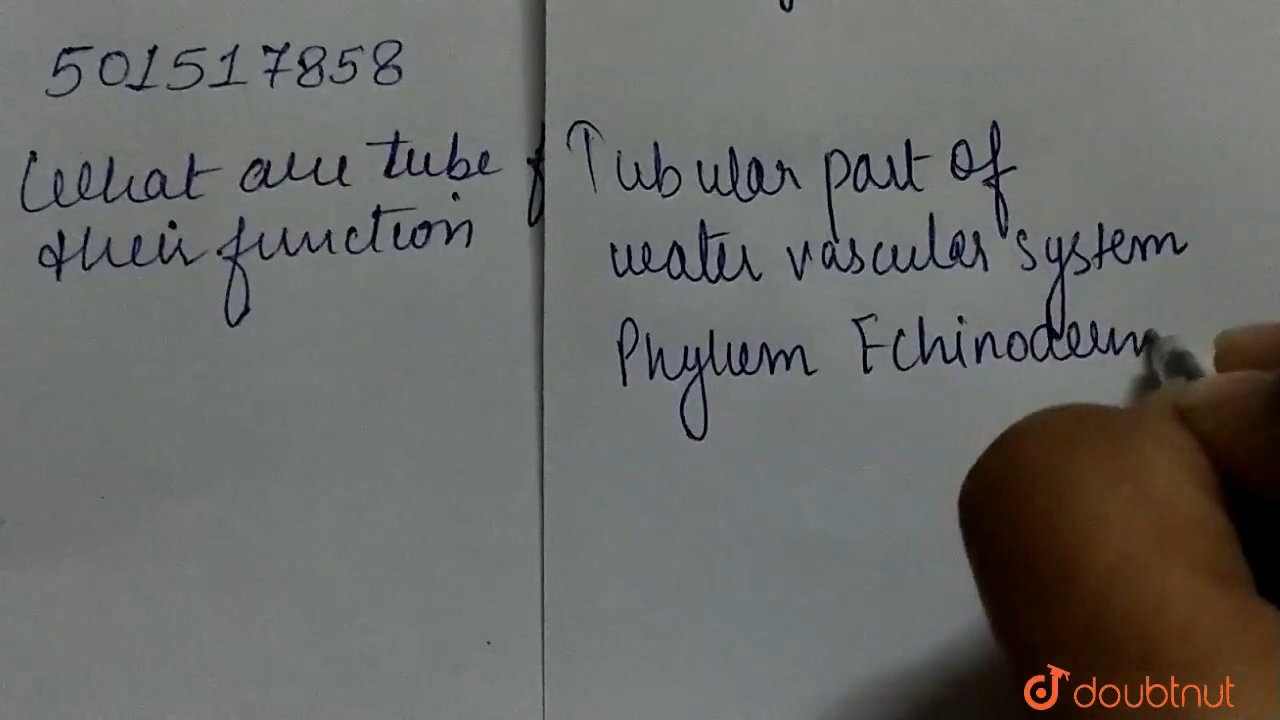 501517858
What are tube f
their function
Tubular part of
water vascular system
Phylum Echinoderm
doubtnut